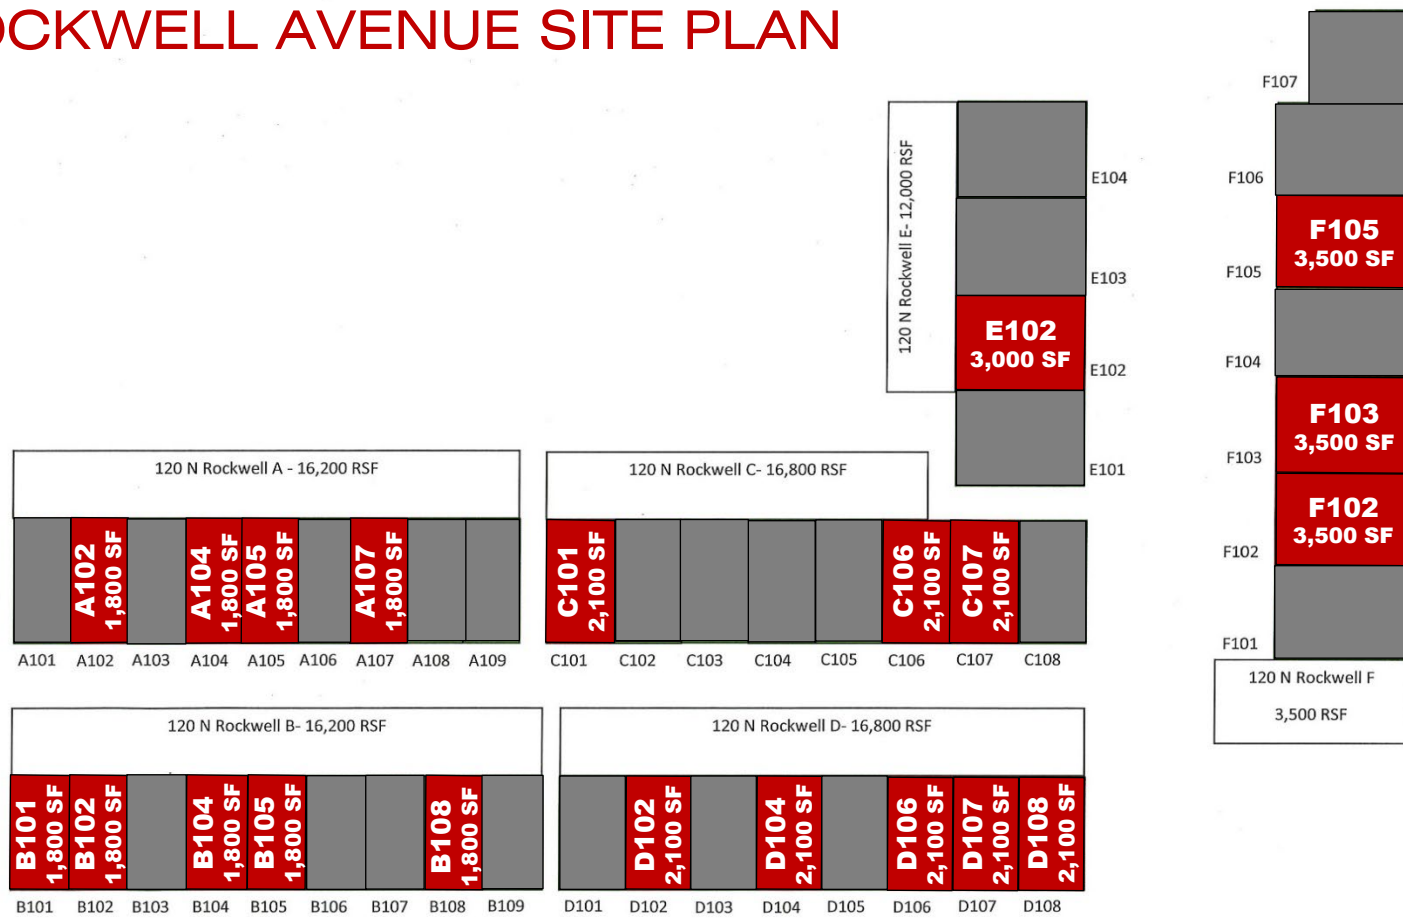 OCKWELL AVENUE SITE PLAN
F107
F106
F105
3,500 SF
F105
F104
F103
3,500 SF
F103
F102
3,500 SF
F102
F101
120 N Rockwell F
3,500 RSF
120 N Rockwell E- 12,000 RSF
E104
E103
E102
3,000 SF
E102
E101
120 N Rockwell A - 16,200 RSF
A102
1,800 SF
A104
1,800 SF
A105
1,800 SF
A107
1,800 SF
A101 A102 A103 A104 A105 A106 A107 A108 A109
120 N Rockwell C- 16,800 RSF
C101
2,100 SF
C106
2,100 SF
C107
2,100 SF
C101 C102 C103 C104 C105 C106 C107 C108
120 N Rockwell B- 16,200 RSF
B101
1,800 SF
B102
1,800 SF
B104
1,800 SF
B105
1,800 SF
B108
1,800 SF
B101 B102 B103 B104 B105 B106 B107 B108 B109
120 N Rockwell D- 16,800 RSF
D102
2,100 SF
D104
2,100 SF
D106
2,100 SF
D107
2,100 SF
D108
2,100 SF
D101 D102 D103 D104 D105 D106 D107 D108